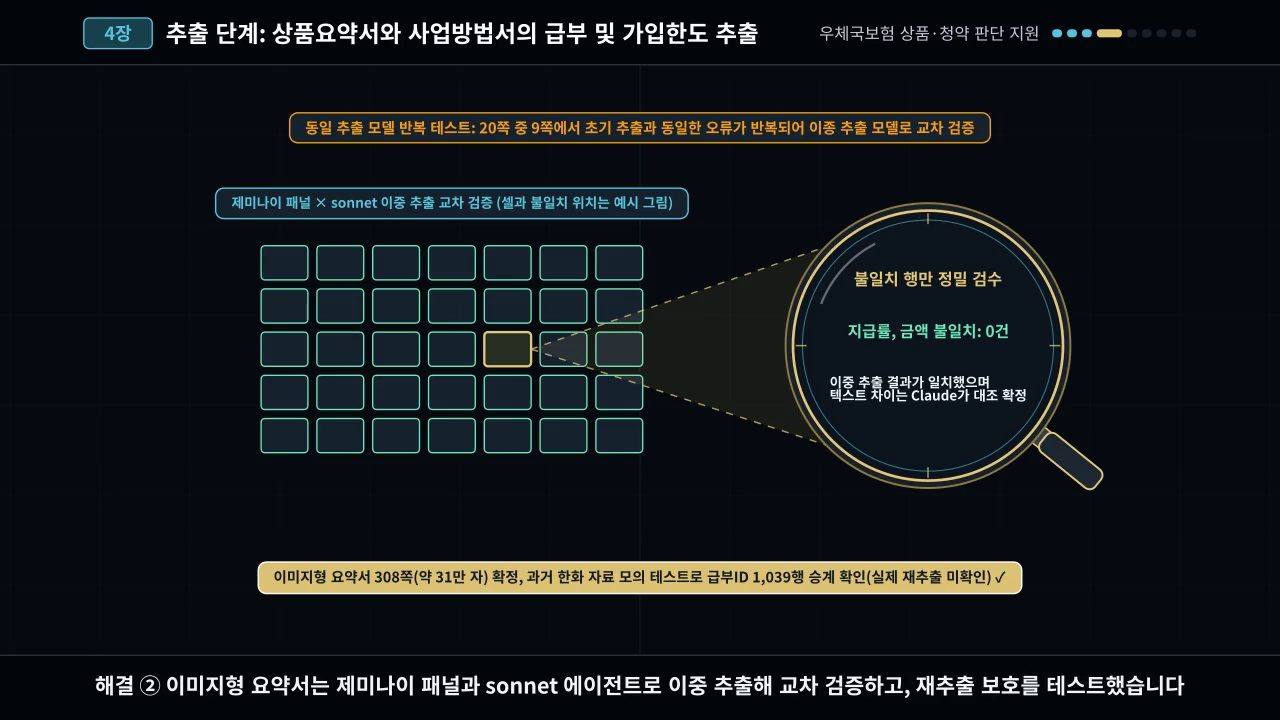 4장
추출 단계: 상품요약서와 사업방법서의 급부 및 가입한도 추출
우체국보험 상품·청약 판단 지원
동일 추출 모델 반복 테스트: 20쪽 중 9쪽에서 초기 추출과 동일한 오류가 반복되어 이종 추출 모델로 교차 검증
제미나이 패널 × sonnet 이중 추출 교차 검증 (셀과 불일치 위치는 예시 그림)
불일치 행만 정밀 검수
지급률, 금액 불일치: 0건
이중 추출 결과가 일치했으며
텍스트 차이는 Claude가 대조 확정
이미지형 요약서 308쪽(약 31만 자) 확정, 과거 한화 자료 모의 테스트로 급부ID 1,039행 승계 확인(실제 재추출 미확인) ✓
해결 ② 이미지형 요약서는 제미나이 패널과 sonnet 에이전트로 이중 추출해 교차 검증하고, 재추출 보호를 테스트했습니다